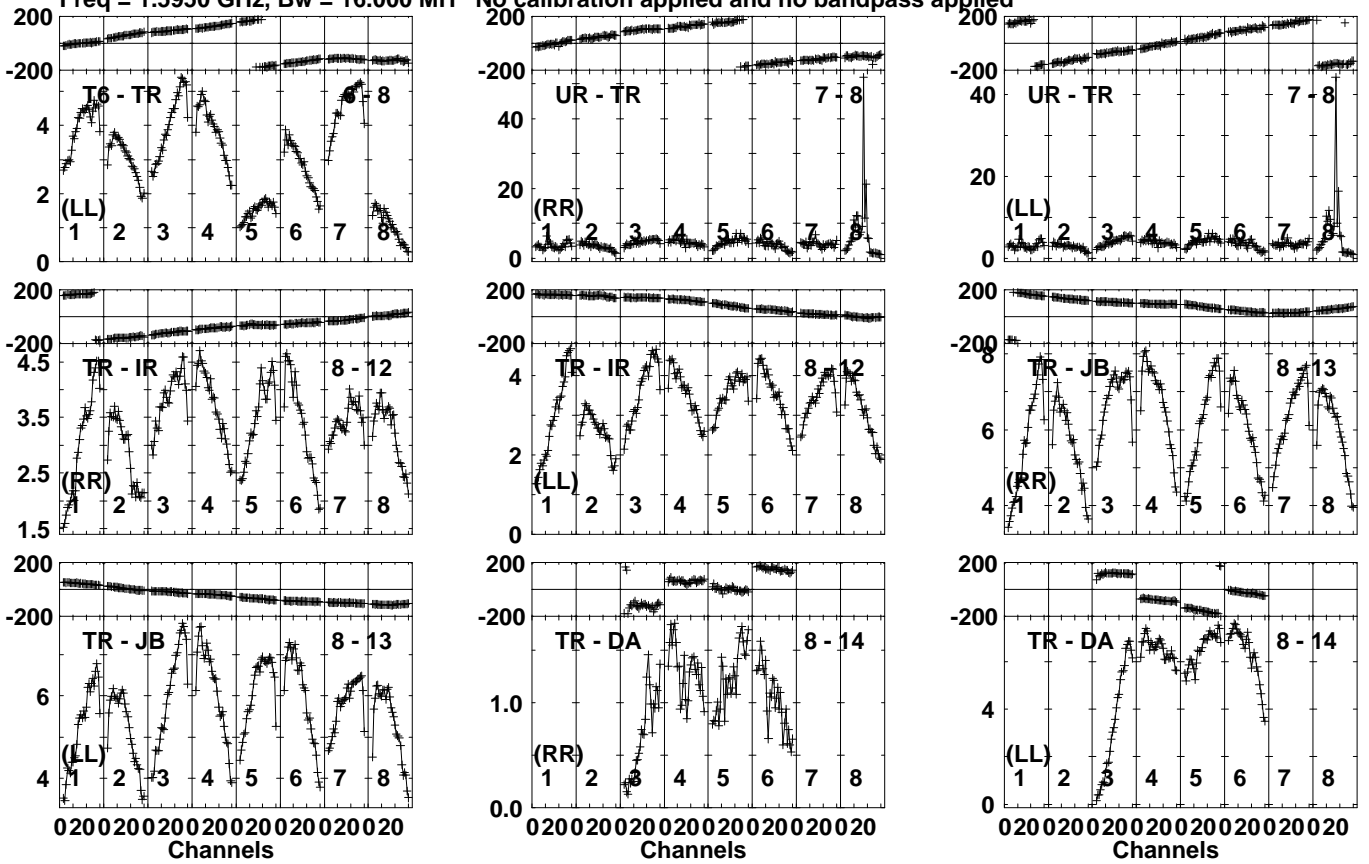 Freq = 1.5950 GHz, Bw = 16.000 MH No calibration applied and no bandpass applied
200 200 200
-200 -200 -200
T6 - TR 6 - 8 UR - TR 7 - 8 UR - TR 7 - 8
4 40 40
2 20 20
(LL) (RR) (LL)
1 2 3 4 5 6 7 8 1 2 3 4 5 6 7 8 1 2 3 4 5 6 7 8
0 0 0
200 200 200
-200 -200 -200
TR - IR 8 - 12 TR - IR 8 - 12 TR - JB 8 - 13
4.5 4 8
3.5 6
2.5 2
(RR) (LL) (RR)
1 2 3 4 5 6 7 8 1 2 3 4 5 6 7 8 1 2 3 4 5 6 7 8
1.5 0 4
200 200 200
-200 -200 -200
TR - JB 8 - 13 TR - DA 8 - 14 TR - DA 8 - 14
6 1.0 4
(LL) (RR) (LL)
1 2 3 4 5 6 7 8 1 2 3 4 5 6 7 8 1 2 3 4 5 6 7 8
4 0.0 0
0 20 0 20 0 20 0 20 0 20 0 20 0 20 0 20 0 20 0 20 0 20 0 20 0 20 0 20 0 20 0 20 0 20 0 20 0 20 0 20 0 20 0 20 0 20 0 20
Channels Channels Channels